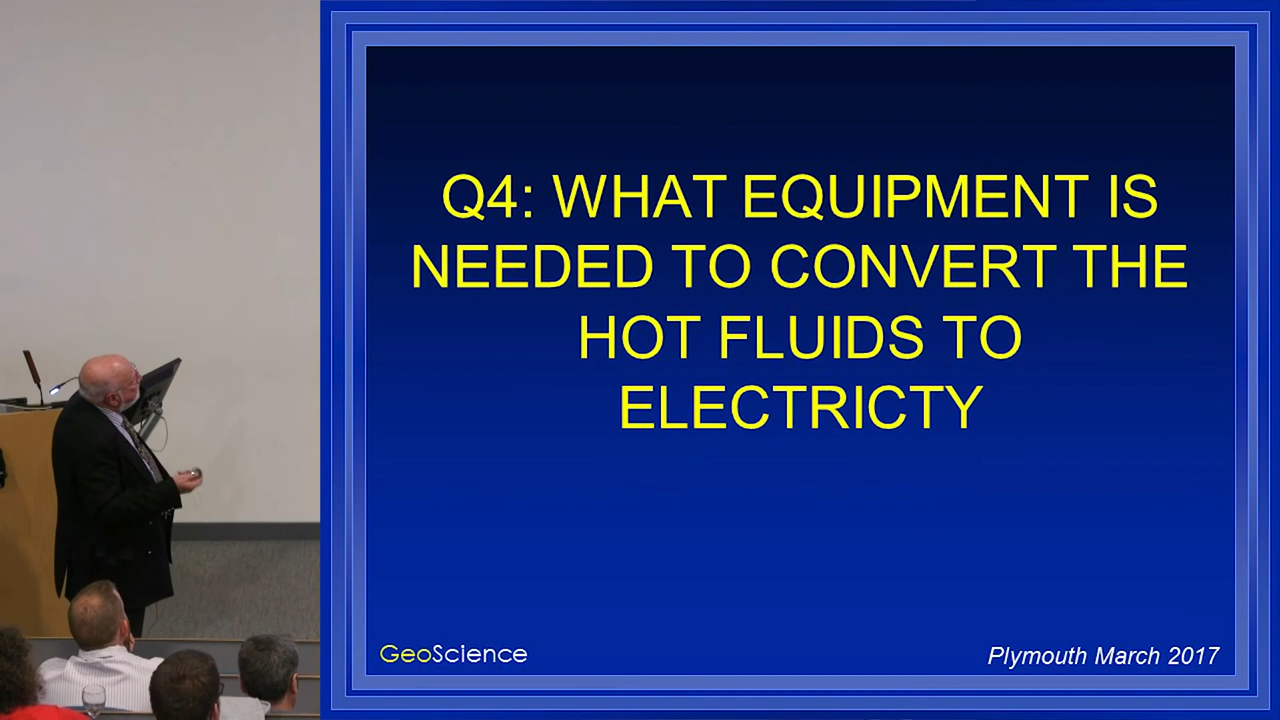 Q4: WHAT EQUIPMENT IS
NEEDED TO CONVERT THE
HOT FLUIDS TO
ELECTRICTY
GeoScience
Plymouth March 2017